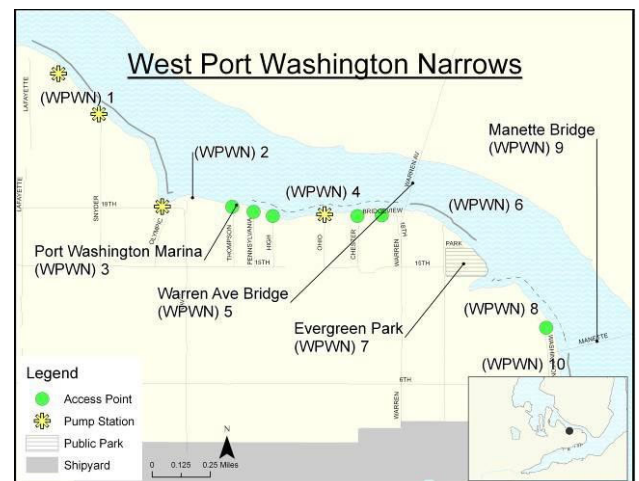 West Port Washington Narrows
LAFAYETTE
(WPWN) 1
(WPWN) 2
Manette Bridge
(WPWN) 9
WARREN AV
LAFAYETTE
SNYDER
16TH
OLYMPIC
(WPWN) 4
(WPWN) 6
BRIDGEVIEW
THOMPSON
PENNSYLVANIA
HIGH
OHIO
CHESTER
WARREN
16TH
PARK
Port Washington Marina
(WPWN) 3
15TH
10TH
Warren Ave Bridge
(WPWN) 5
Evergreen Park
(WPWN) 7
(WPWN) 8
MANETTE
(WPWN) 10
6TH
WARREN
Legend
Access Point
Pump Station
Public Park
Shipyard
N
0 0.125 0.25 Miles